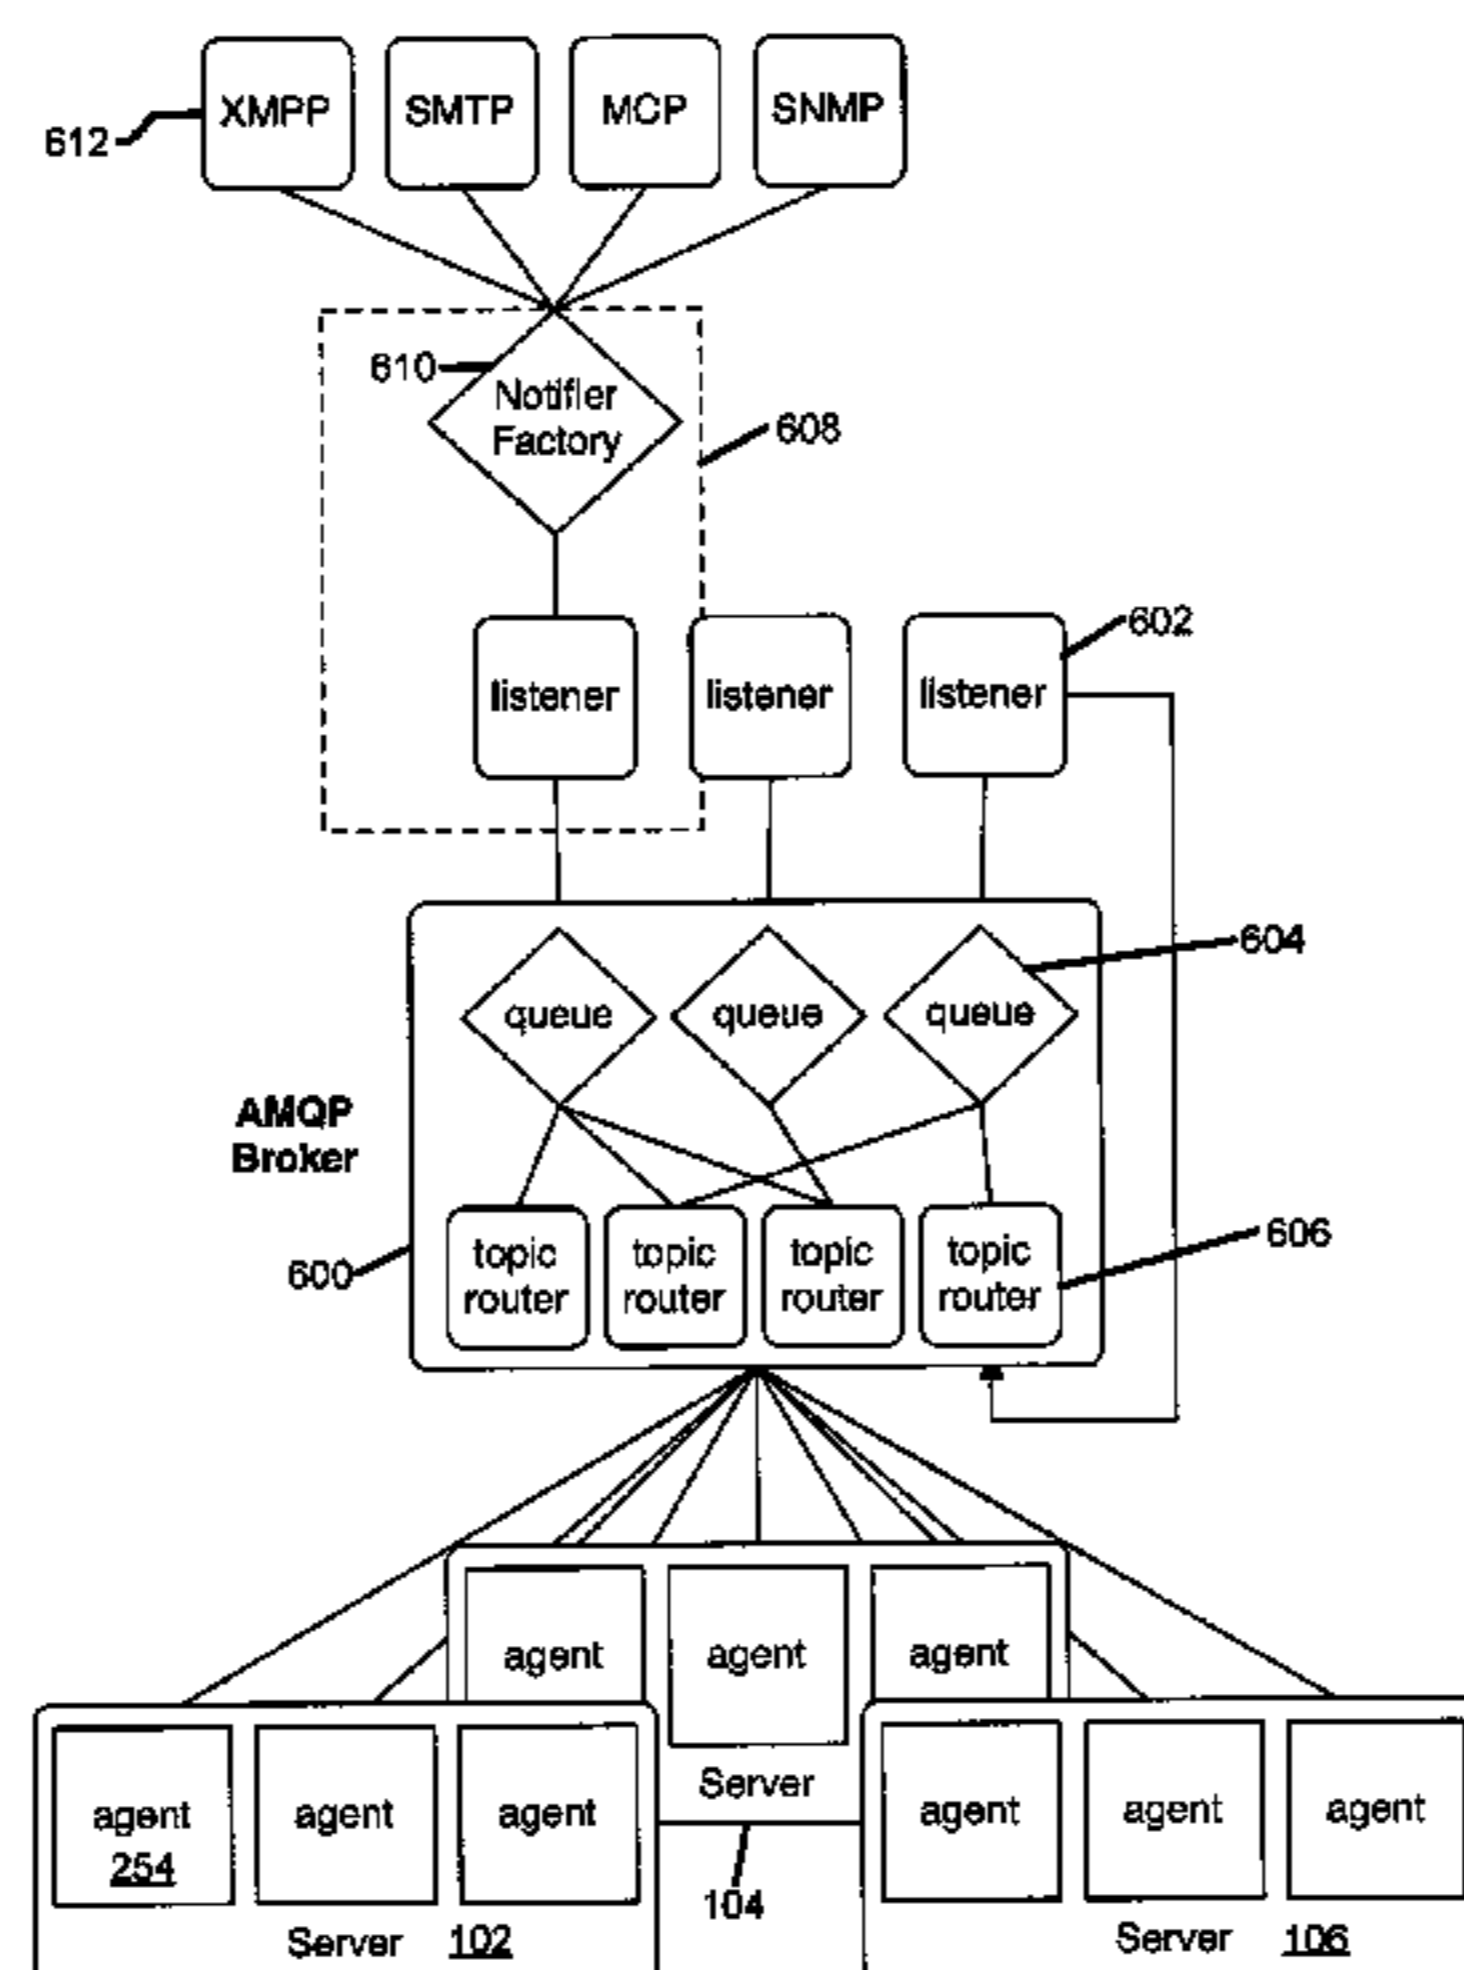 XMPP SMTP MCP SNMP
612
610
Notifier
Factory
608
602
listener listener listener
604
queue queue queue
AMQP
Broker
606
600
topic topic topic topic
router router router router
agent agent agent
Server
agent agent agent
254
agent agent agent
104
Server 102
Server 106